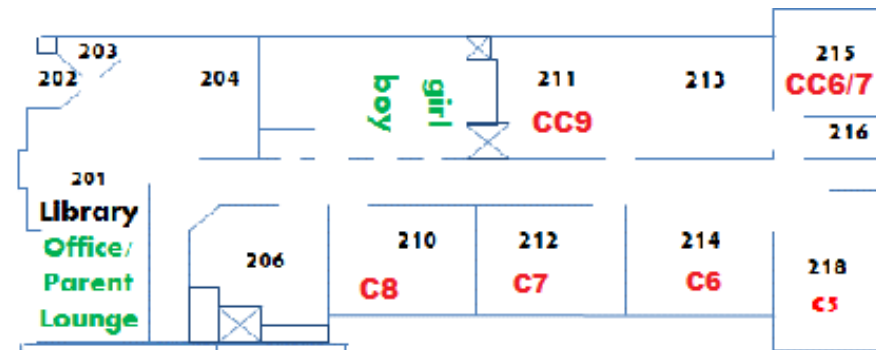 203
202
204
boy
girl
211
CC9
213
215
CC6/7
216
201
Library
Office/
Parent
Lounge
206
210
C8
212
C7
214
C6
218
C5